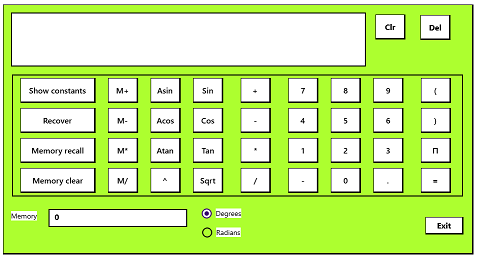 Clr Del
Show constants M+ Asin Sin + 7 8 9 (
Recover M- Acos Cos - 4 5 6 )
Memory recall M* Atan Tan * 1 2 3 Π
Memory clear M/ ^ Sqrt / - 0 . =
Memory 0 Degrees
Radians
Exit